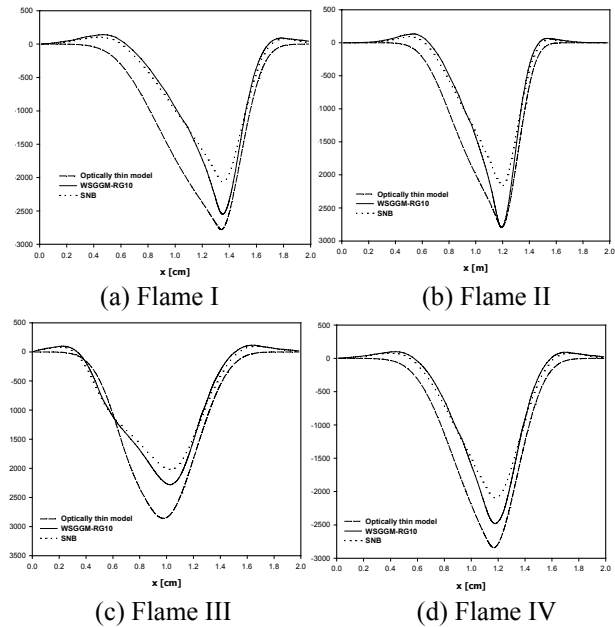 500
0
-500
-1000
-1500
-2000
-2500
-3000
Optically thin model
WSGGM-RG10
SNB
0.0 0.2 0.4 0.6 0.8 1.0 1.2 1.4 1.6 1.8 2.0
x [cm]
(a) Flame I
500
0
-500
-1000
-1500
-2000
-2500
3000
Optically thin model
WSGGM-RG10
SNB
0.0 0.2 0.4 0.6 0.8 1.0 1.2 1.4 1.6 1.8 2.0
x [m]
(b) Flame II
500
0
500
1000
1500
2000
2500
3000
3500
Optically thin model
WSGGM-RG10
SNB
0.0 0.2 0.4 0.6 0.8 1.0 1.2 1.4 1.6 1.8 2.0
x [cm]
(c) Flame III
500
0
-500
-1000
-1500
-2000
-2500
-3000
Optically thin model
WSGGM-RG10
SNB
0.0 0.2 0.4 0.6 0.8 1.0 1.2 1.4 1.6 1.8 2.0
x [cm]
(d) Flame IV